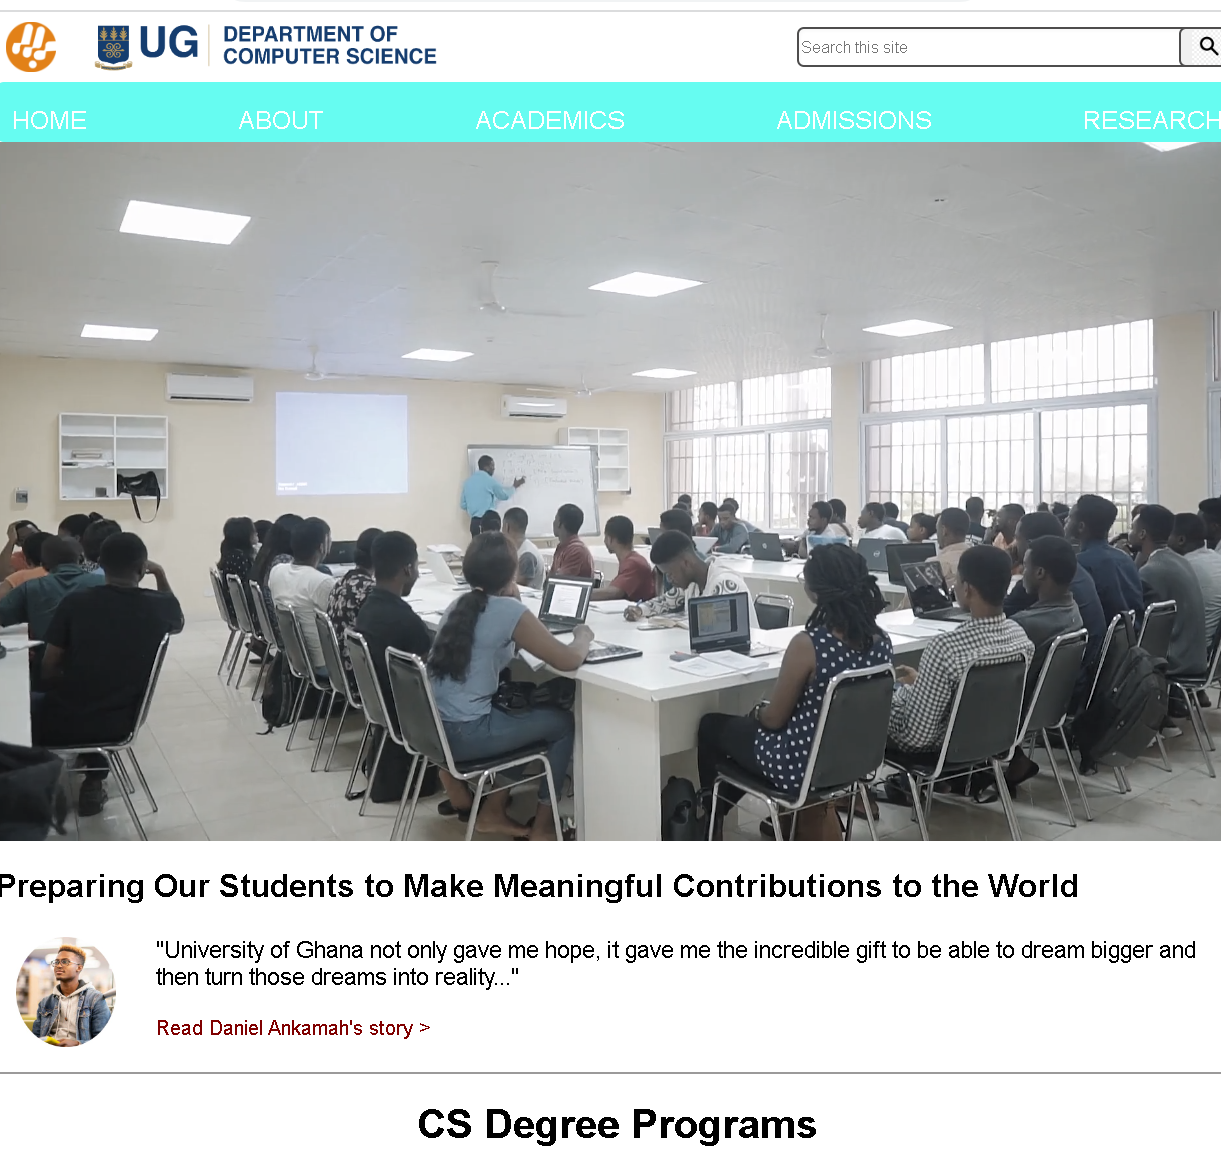 UG
DEPARTMENT OF
COMPUTER SCIENCE
Search this site
HOME ABOUT ACADEMICS ADMISSIONS RESEARCH
Preparing Our Students to Make Meaningful Contributions to the World
"University of Ghana not only gave me hope, it gave me the incredible gift to be able to dream bigger and
then turn those dreams into reality..."
Read Daniel Ankamah's story >
CS Degree Programs